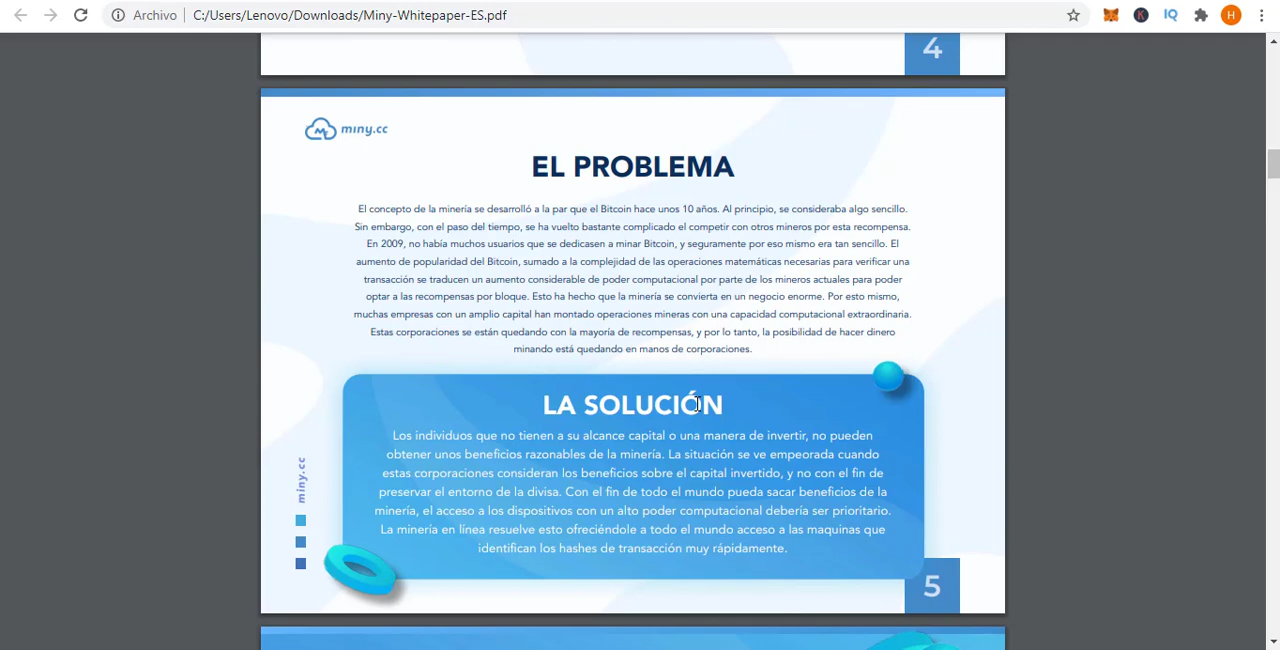 Archivo
C:/Users/Lenovo/Downloads/Miny-Whitepaper-ES.pdf
K
IQ
H
4
miny.cc
EL PROBLEMA
El concepto de la minería se desarrolló a la par que el Bitcoin hace unos 10 años. Al principio, se consideraba algo sencillo.
Sin embargo, con el paso del tiempo, se ha vuelto bastante complicado el competir con otros mineros por esta recompensa.
En 2009, no había muchos usuarios que se dedicasen a minar Bitcoin, y seguramente por eso mismo era tan sencillo. El
aumento de popularidad del Bitcoin, sumado a la complejidad de las operaciones matemáticas necesarias para verificar una
transacción se traducen un aumento considerable de poder computacional por parte de los mineros actuales para poder
optar a las recompensas por bloque. Esto ha hecho que la minería se convierta en un negocio enorme. Por esto mismo,
muchas empresas con un amplio capital han montado operaciones mineras con una capacidad computacional extraordinaria.
Estas corporaciones se están quedando con la mayoría de recompensas, y por lo tanto, la posibilidad de hacer dinero
minando está quedando en manos de corporaciones.
LA SOLUCIÓN
Los individuos que no tienen a su alcance capital o una manera de invertir, no pueden
obtener unos beneficios razonables de la minería. La situación se ve empeorada cuando
estas corporaciones consideran los beneficios sobre el capital invertido, y no con el fin de
preservar el entorno de la divisa. Con el fin de todo el mundo pueda sacar beneficios de la
minería, el acceso a los dispositivos con un alto poder computacional debería ser prioritario.
La minería en línea resuelve esto ofreciéndole a todo el mundo acceso a las maquinas que
identifican los hashes de transacción muy rápidamente.
miny.cc
5